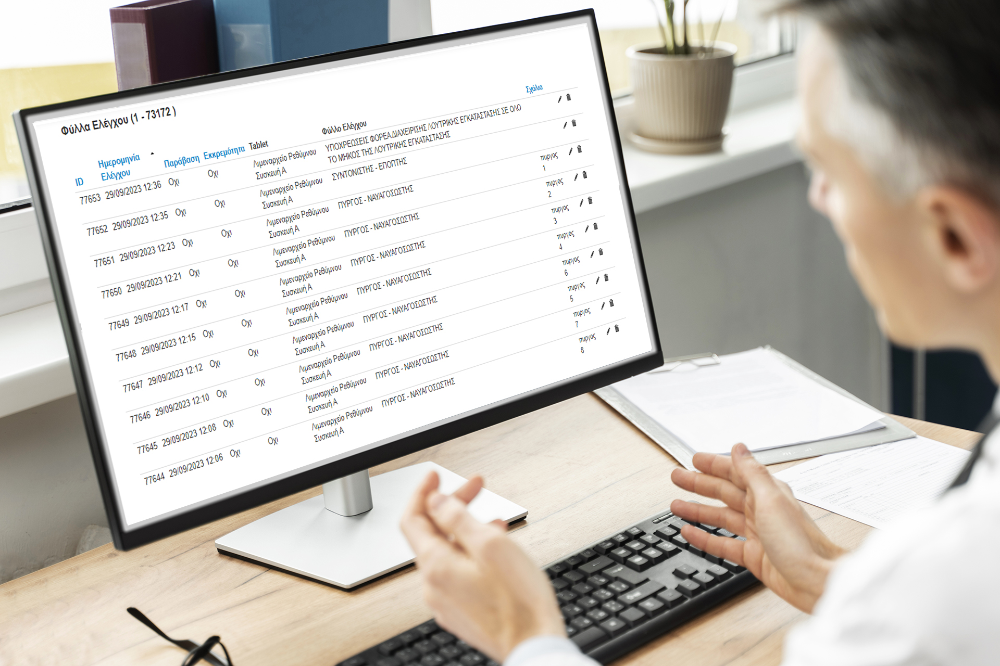 Φύλλα Ελέγχου (1 - 73172 )
ID Ημερομηνία Ελέγχου Παράβαση Εκκρεμότητα Tablet Φύλλο Ελέγχου Σχόλια
77653 29/09/2023 12:36 Οχι Οχι Λιμεναρχείο Ρεθύμνου ΥΠΟΧΡΕΩΣΕΙΣ ΦΟΡΕΑ ΔΙΑΧΕΙΡΙΣΗΣ ΛΟΥΤΡΙΚΗΣ ΕΓΚΑΤΑΣΤΑΣΗΣ ΣΕ ΟΛΟ
Συσκευή Α ΤΟ ΜΗΚΟΣ ΤΗΣ ΛΟΥΤΡΙΚΗΣ ΕΓΚΑΤΑΣΤΑΣΗΣ
77652 29/09/2023 12:35 Οχι Οχι Λιμεναρχείο Ρεθύμνου ΣΥΝΤΟΝΙΣΤΗΣ - ΕΠΟΠΤΗΣ
Συσκευή Α
77651 29/09/2023 12:23 Οχι Οχι Λιμεναρχείο Ρεθύμνου ΠΥΡΓΟΣ - ΝΑΥΑΓΟΣΩΣΤΗΣ πυργος
Συσκευή Α 1
77650 29/09/2023 12:21 Οχι Οχι Λιμεναρχείο Ρεθύμνου ΠΥΡΓΟΣ - ΝΑΥΑΓΟΣΩΣΤΗΣ πυργος
Συσκευή Α 2
77649 29/09/2023 12:17 Οχι Οχι Λιμεναρχείο Ρεθύμνου ΠΥΡΓΟΣ - ΝΑΥΑΓΟΣΩΣΤΗΣ πυργος
Συσκευή Α 3
77648 29/09/2023 12:15 Οχι Οχι Λιμεναρχείο Ρεθύμνου ΠΥΡΓΟΣ - ΝΑΥΑΓΟΣΩΣΤΗΣ πυργος
Συσκευή Α 4
77647 29/09/2023 12:12 Οχι Οχι Λιμεναρχείο Ρεθύμνου ΠΥΡΓΟΣ - ΝΑΥΑΓΟΣΩΣΤΗΣ πυργος
Συσκευή Α 6
77646 29/09/2023 12:10 Οχι Οχι Λιμεναρχείο Ρεθύμνου ΠΥΡΓΟΣ - ΝΑΥΑΓΟΣΩΣΤΗΣ πυργος
Συσκευή Α 5
77645 29/09/2023 12:08 Οχι Οχι Λιμεναρχείο Ρεθύμνου ΠΥΡΓΟΣ - ΝΑΥΑΓΟΣΩΣΤΗΣ πυργος
Συσκευή Α 7
77644 29/09/2023 12:06 Οχι Οχι Λιμεναρχείο Ρεθύμνου ΠΥΡΓΟΣ - ΝΑΥΑΓΟΣΩΣΤΗΣ πυργος
Συσκευή Α 8